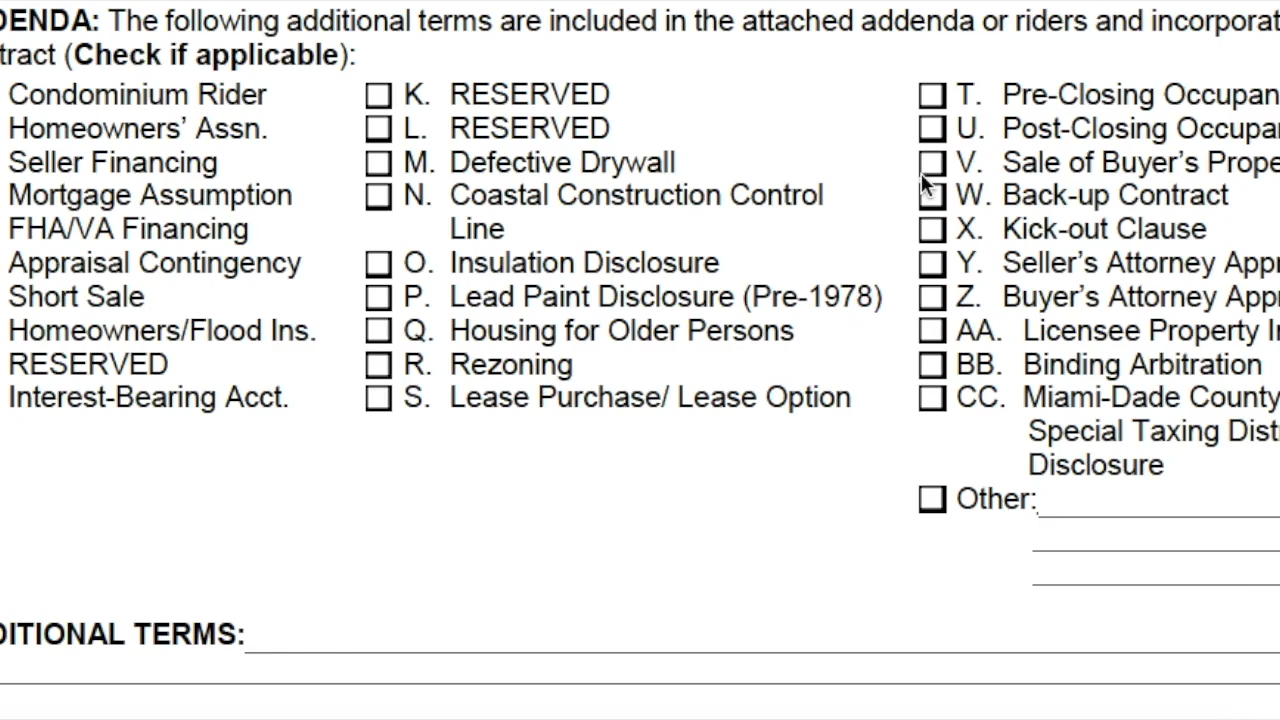 DENDA: The following additional terms are included in the attached addenda or riders and incorporat
tract (Check if applicable):
Condominium Rider
Homeowners’ Assn.
Seller Financing
Mortgage Assumption
FHA/VA Financing
Appraisal Contingency
Short Sale
Homeowners/Flood Ins.
RESERVED
Interest-Bearing Acct.
K. RESERVED
L. RESERVED
M. Defective Drywall
N. Coastal Construction Control
Line
O. Insulation Disclosure
P. Lead Paint Disclosure (Pre-1978)
Q. Housing for Older Persons
R. Rezoning
S. Lease Purchase/ Lease Option
T. Pre-Closing Occupan
U. Post-Closing Occupa
V. Sale of Buyer’s Prope
W. Back-up Contract
X. Kick-out Clause
Y. Seller’s Attorney Appr
Z. Buyer’s Attorney Appr
AA. Licensee Property In
BB. Binding Arbitration
CC. Miami-Dade County
Special Taxing Dist
Disclosure
Other:
DITIONAL TERMS: